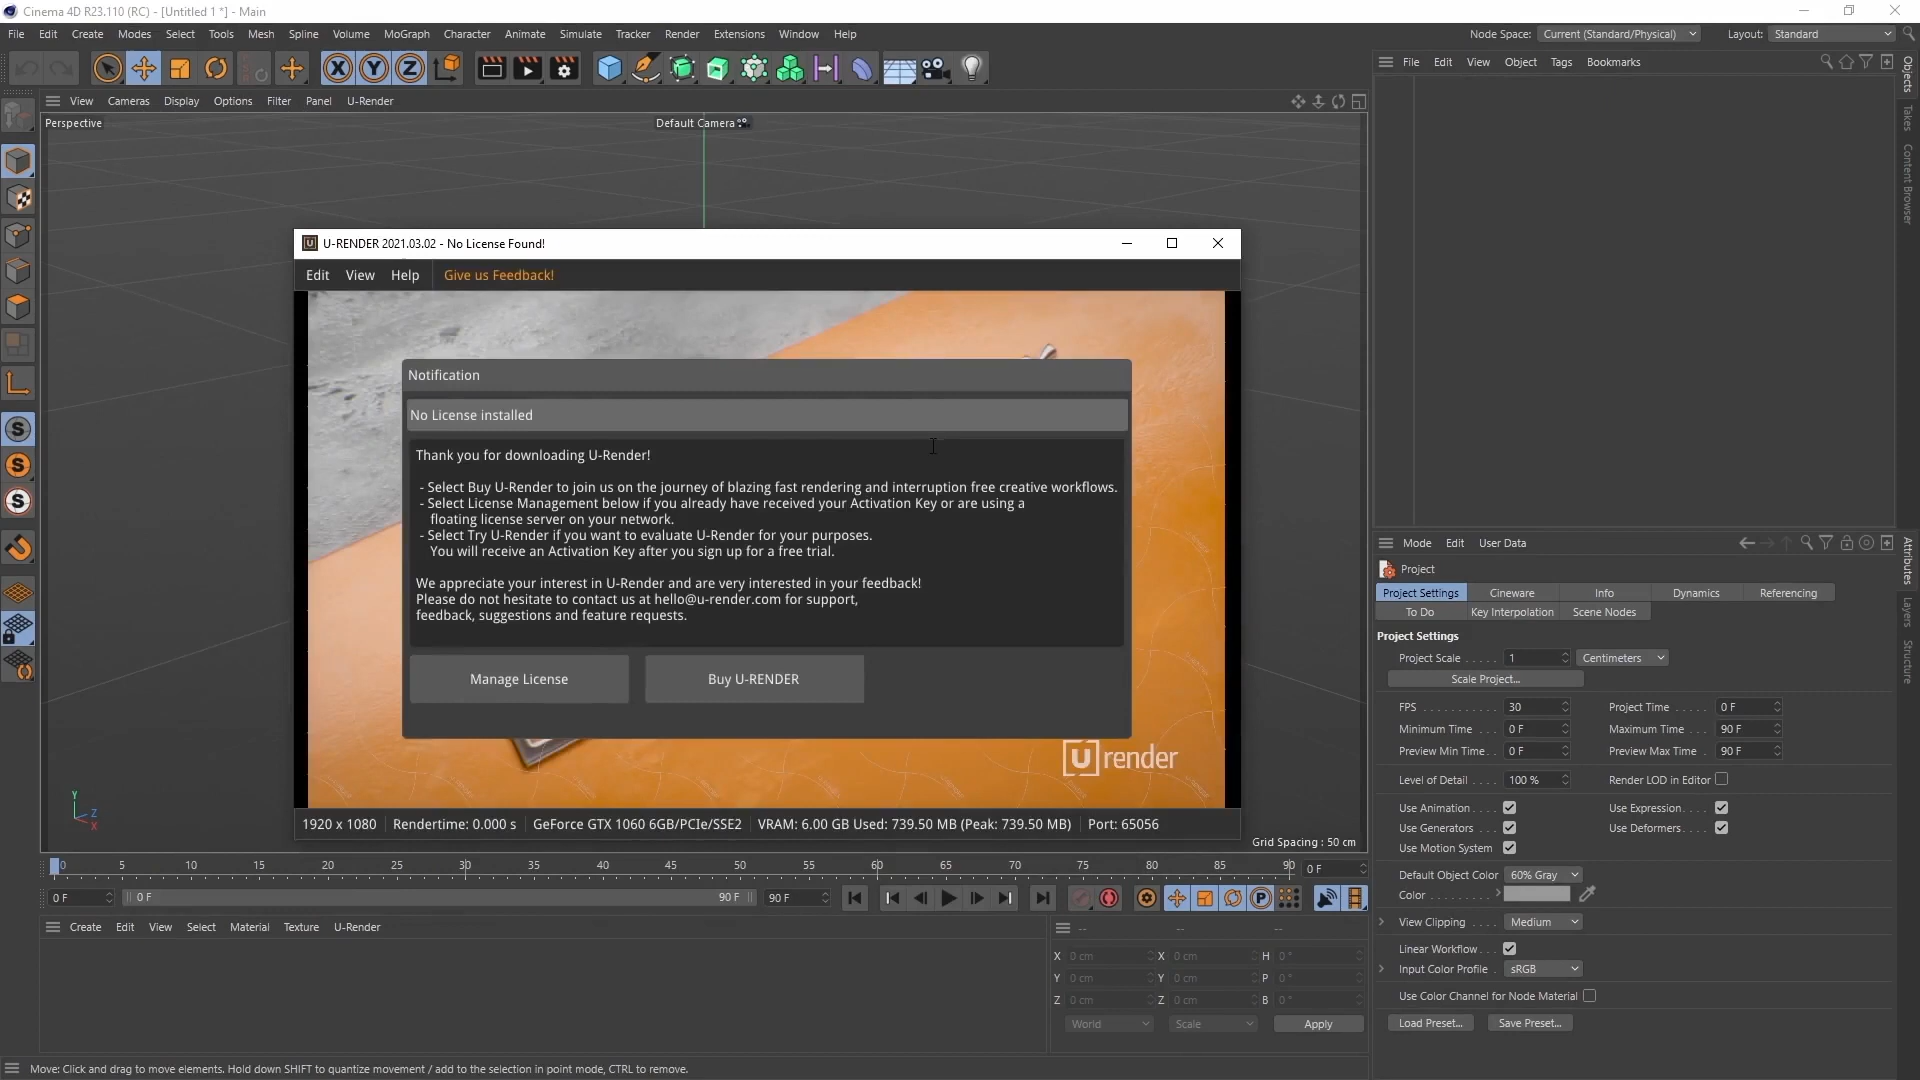 Cinema 4D R23.110 (RC) - [Untitled 1 *] - Main
File Edit Create Modes Select Tools Mesh Spline Volume MoGraph Character Animate Simulate Tracker Render Extensions Window Help
Node Space: Current (Standard/Physical) Layout: Standard
X Y Z
File Edit View Object Tags Bookmarks
Objects
Takes
Content Browser
View Cameras Display Options Filter Panel U-Render
Perspective
Default Camera
U-RENDER 2021.03.02 - No License Found!
Edit View Help Give us Feedback!
Notification
No License installed
Thank you for downloading U-Render!
- Select Buy U-Render to join us on the journey of blazing fast rendering and interruption free creative workflows.
- Select License Management below if you already have received your Activation Key or are using a
floating license server on your network.
- Select Try U-Render if you want to evaluate U-Render for your purposes.
You will receive an Activation Key after you sign up for a free trial.
We appreciate your interest in U-Render and are very interested in your feedback!
Please do not hesitate to contact us at hello@u-render.com for support,
feedback, suggestions and feature requests.
Manage License Buy U-RENDER
U render
1920 x 1080 Rendertime: 0.000 s GeForce GTX 1060 6GB/PCIe/SSE2 VRAM: 6.00 GB Used: 739.50 MB (Peak: 739.50 MB) Port: 65056
Y Z X
Grid Spacing : 50 cm
0 5 10 15 20 25 30 35 40 45 50 55 60 65 70 75 80 85 90 0 F
0 F 0 F 90 F 90 F
Create Edit View Select Material Texture U-Render
-- -- --
X 0 cm X 0 cm H 0 °
Y 0 cm Y 0 cm P 0 °
Z 0 cm Z 0 cm B 0 °
World Scale Apply
Mode Edit User Data
Attributes
Layers
Structure
Project
Project Settings Cineware Info Dynamics Referencing
To Do Key Interpolation Scene Nodes
Project Settings
Project Scale . . . . . 1 Centimeters
Scale Project...
FPS . . . . . . . . . . . 30 Project Time . . . . . 0 F
Minimum Time . . 0 F Maximum Time . . . 90 F
Preview Min Time . . 0 F Preview Max Time . 90 F
Level of Detail . . . . 100 % Render LOD in Editor
Use Animation . . . . Use Expression . . . .
Use Generators . . . Use Deformers . . . .
Use Motion System
Default Object Color 60% Gray
Color . . . . . . . . . .
View Clipping . . . . Medium
Linear Workflow . . .
Input Color Profile . sRGB
Use Color Channel for Node Material
Load Preset... Save Preset...
Move: Click and drag to move elements. Hold down SHIFT to quantize movement / add to the selection in point mode, CTRL to remove.